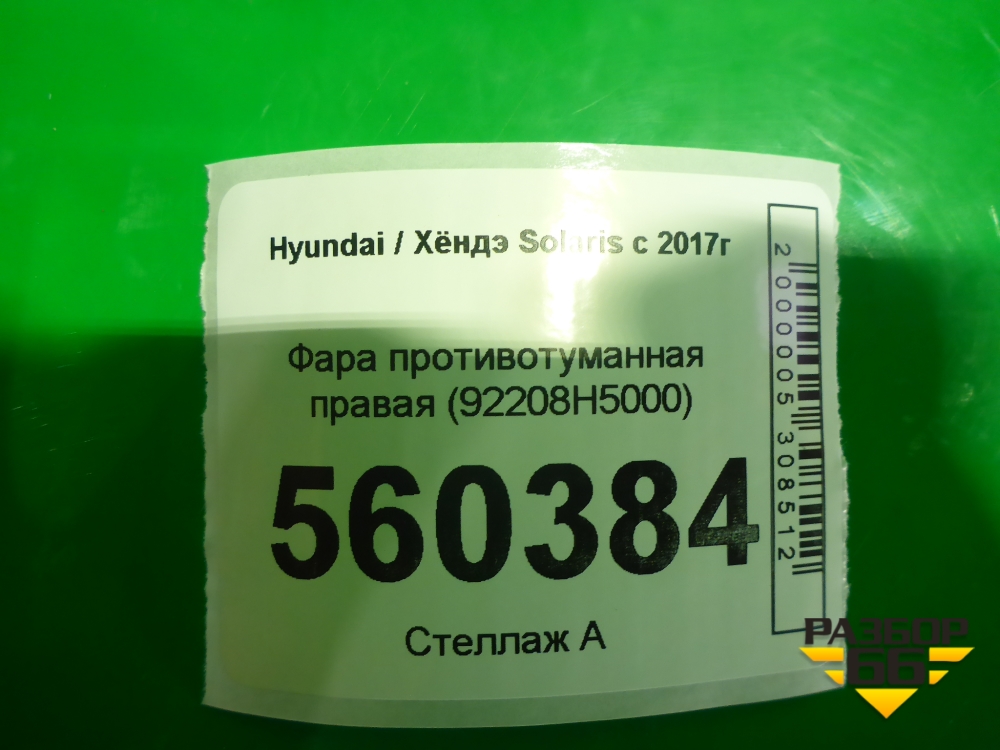 Hyundai / Хёндэ Solaris с 2017г
Фара противотуманная
правая (92208H5000)
560384
Стеллаж А
2000005308512
РАЗБОР
66